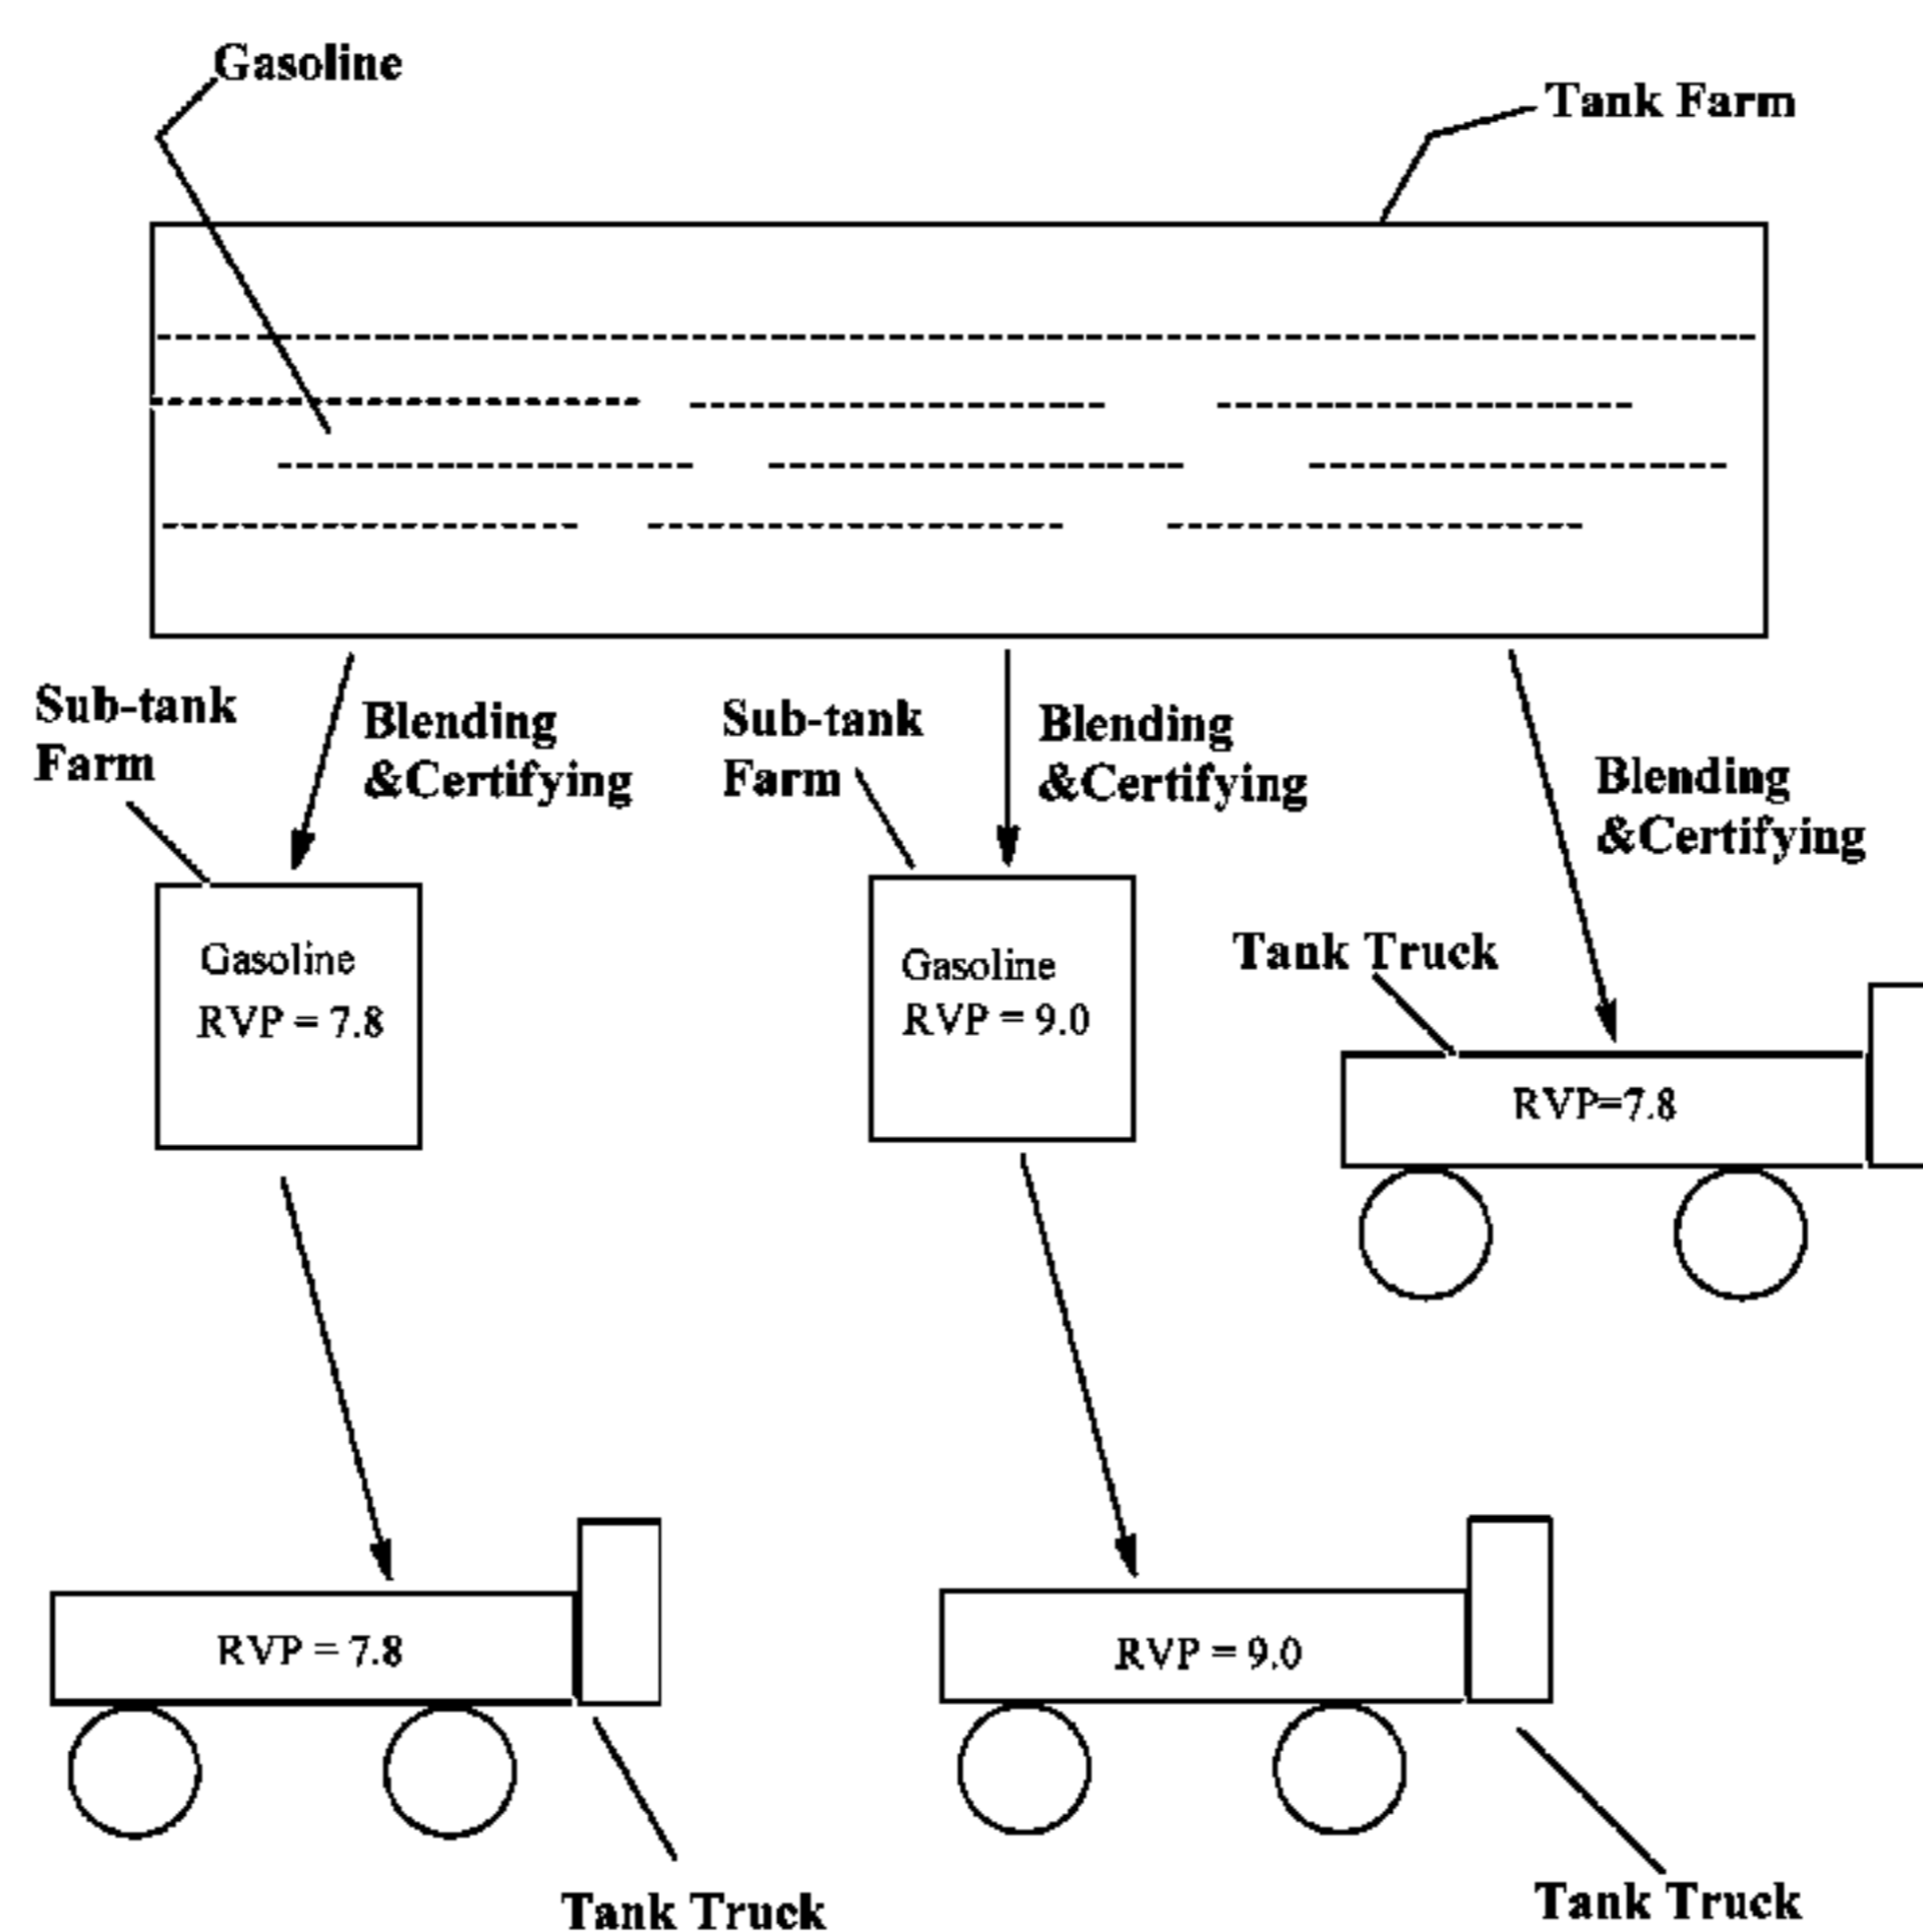 Gasoline
Tank Farm
Sub-tank
Farm
Blending
&Certifying
Sub-tank
Farm
Blending
&Certifying
Blending
&Certifying
Gasoline
RVP = 7.8
Gasoline
RVP = 9.0
Tank Truck
RVP=7.8
RVP = 7.8
RVP = 9.0
Tank Truck
Tank Truck